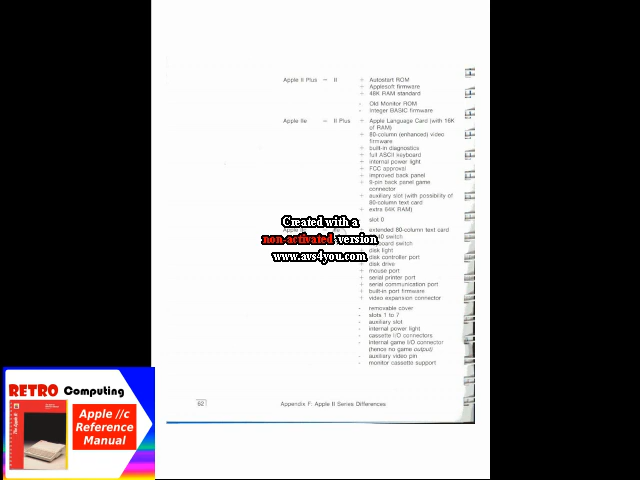 Apple II Plus = II + Autostart ROM
+ Applesoft firmware
+ 48K RAM standard
- Old Monitor ROM
- Integer BASIC firmware
Apple IIe = II Plus + Apple Language Card (with 16K
of RAM)
+ 80-column (enhanced) video
firmware
+ built-in diagnostics
+ full ASCII keyboard
+ internal power light
+ FCC approval
+ improved back panel
+ 9-pin back panel game
connector
+ auxiliary slot (with possibility of
80-column text card
+ extra 64K RAM)
- slot 0
Apple + extended 80-column text card
40 switch
switch
+ disk light
+ disk controller port
+ disk drive
+ mouse port
+ serial printer port
+ serial communication port
+ built-in port firmware
+ video expansion connector
- removable cover
- slots 1 to 7
- auxiliary slot
- internal power light
- cassette I/O connectors
- internal game I/O connector
(hence no game output)
- auxiliary video pin
- monitor cassette support
Created with a
non-activated version
www.avs4you.com
62 Appendix F: Apple II Series Differences
RETRO Computing
Apple //c
Reference
Manual